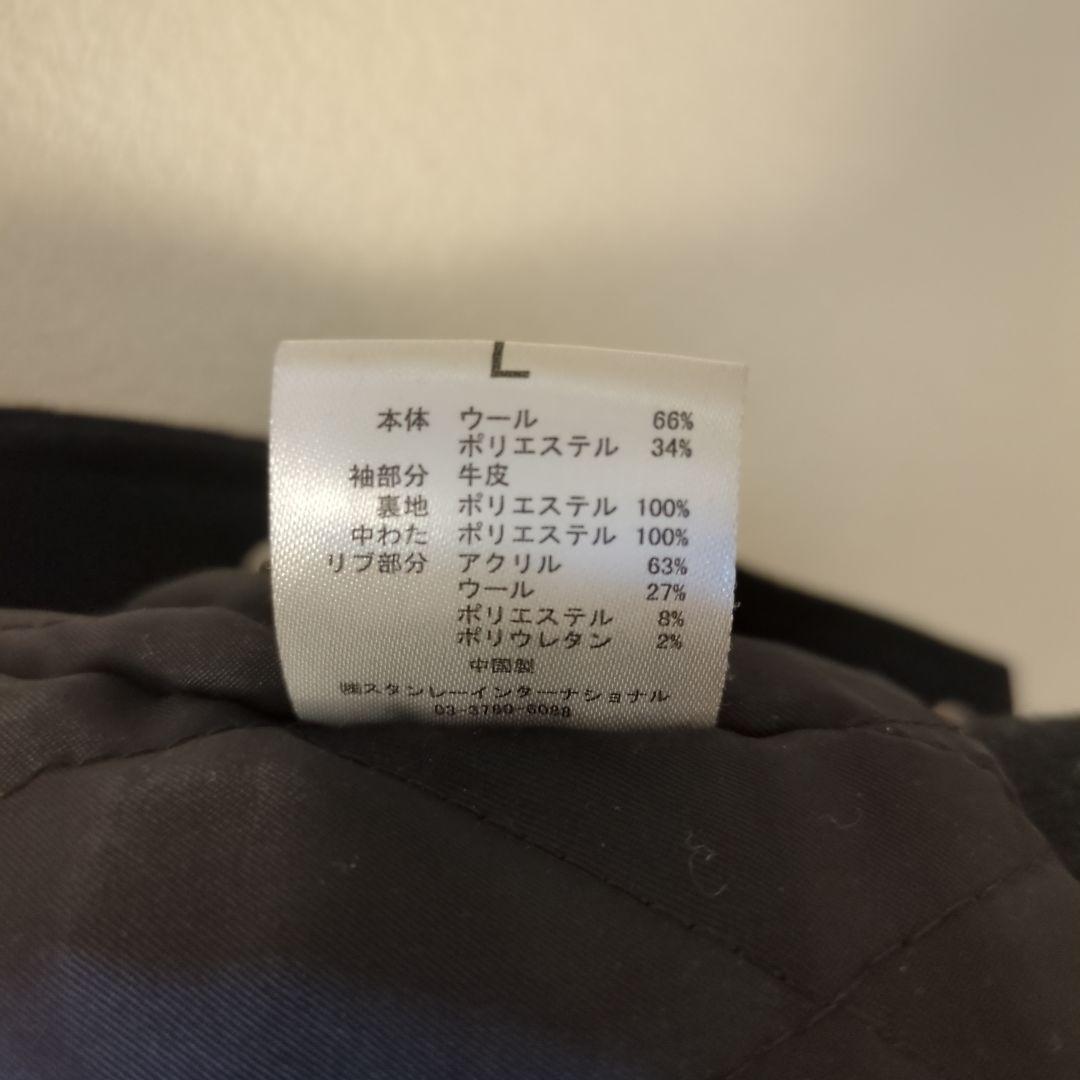 L
本体 ウール 66%
ポリエステル 34%
袖部分 牛皮
裏地 ポリエステル 100%
中わた ポリエステル 100%
リブ部分 アクリル 63%
ウール 27%
ポリエステル 8%
ポリウレタン 2%
中国製
㈱スタンレーインターナショナル
03-3760-6088